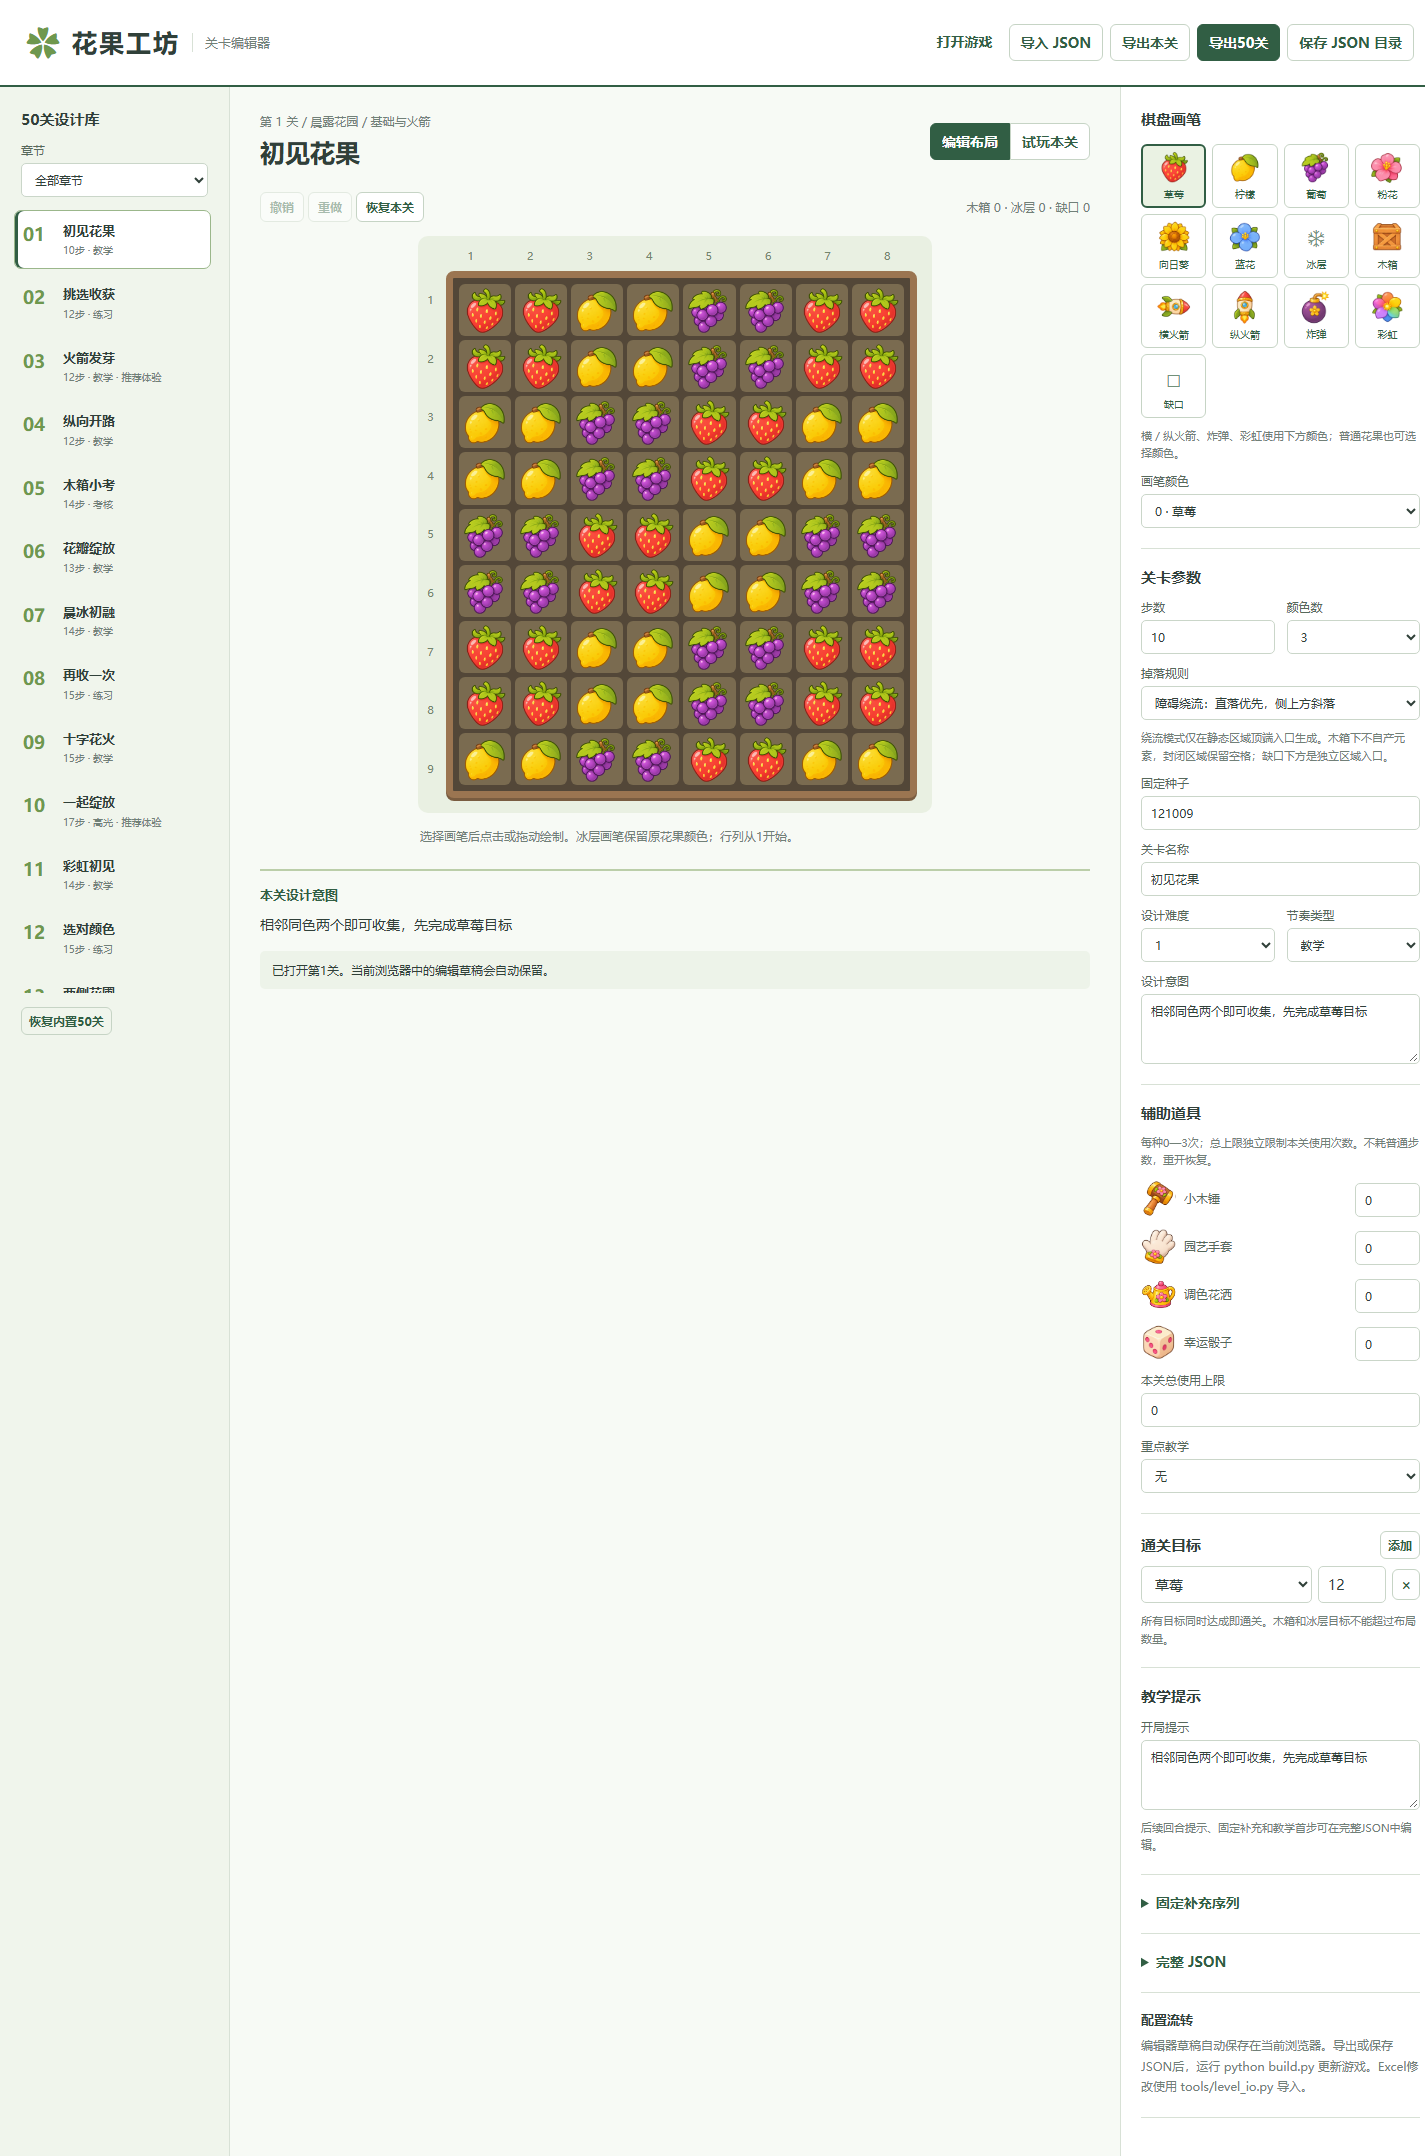 花果工坊
关卡编辑器
打开游戏
导入 JSON
导出本关
导出50关
保存 JSON 目录
50关设计库
章节
全部章节
01
初见花果
10步 · 教学
02
挑选收获
12步 · 练习
03
火箭发芽
12步 · 教学 · 推荐体验
04
纵向开路
12步 · 教学
05
木箱小考
14步 · 考核
06
花瓣绽放
13步 · 教学
07
晨冰初融
14步 · 教学
08
再收一次
15步 · 练习
09
十字花火
15步 · 教学
10
一起绽放
17步 · 高光 · 推荐体验
11
彩虹初见
14步 · 教学
12
选对颜色
15步 · 练习
恢复内置50关
第 1 关 / 晨露花园 / 基础与火箭
初见花果
编辑布局
试玩本关
撤销
重做
恢复本关
木箱 0 · 冰层 0 · 缺口 0
1 2 3 4 5 6 7 8
1
2
3
4
5
6
7
8
9
选择画笔后点击或拖动绘制。冰层画笔保留原花果颜色；行列从1开始。
本关设计意图
相邻同色两个即可收集，先完成草莓目标
已打开第1关。当前浏览器中的编辑草稿会自动保留。
棋盘画笔
草莓
柠檬
葡萄
粉花
向日葵
蓝花
冰层
木箱
横火箭
纵火箭
炸弹
彩虹
缺口
横 / 纵火箭、炸弹、彩虹使用下方颜色；普通花果也可选
择颜色。
画笔颜色
0 · 草莓
关卡参数
步数
颜色数
10
3
掉落规则
障碍绕流：直落优先，侧上方斜落
绕流模式仅在静态区域顶端入口生成。木箱下不自产元
素，封闭区域保留空格；缺口下方是独立区域入口。
固定种子
121009
关卡名称
初见花果
设计难度
节奏类型
1
教学
设计意图
相邻同色两个即可收集，先完成草莓目标
辅助道具
每种0—3次；总上限独立限制本关使用次数。不耗普通步
数，重开恢复。
小木锤
0
园艺手套
0
调色花洒
0
幸运骰子
0
本关总使用上限
0
重点教学
无
通关目标
添加
草莓
12
×
所有目标同时达成即通关。木箱和冰层目标不能超过布局
数量。
教学提示
开局提示
相邻同色两个即可收集，先完成草莓目标
后续回合提示、固定补充和教学首步可在完整JSON中编
辑。
固定补充序列
完整 JSON
配置流转
编辑器草稿自动保存在当前浏览器。导出或保存
JSON后，运行 python build.py 更新游戏。Excel修
改使用 tools/level_io.py 导入。